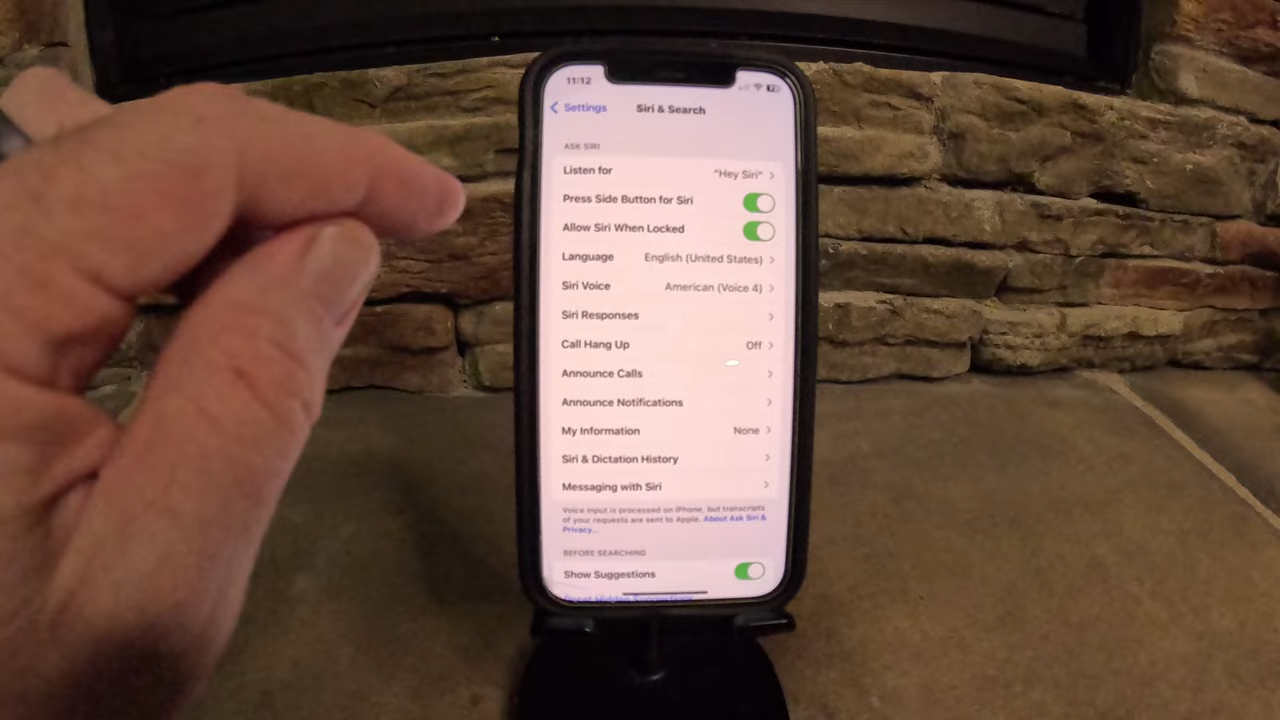 11:12
Settings Siri & Search
ASK SIRI
Listen for "Hey Siri"
Press Side Button for Siri
Allow Siri When Locked
Language English (United States)
Siri Voice American (Voice 4)
Siri Responses
Call Hang Up Off
Announce Calls
Announce Notifications
My Information None
Siri & Dictation History
Messaging with Siri
Voice input is processed on iPhone, but transcripts
of your requests are sent to Apple. About Ask Siri &
Privacy...
BEFORE SEARCHING
Show Suggestions
Reset Hidden Suggestions